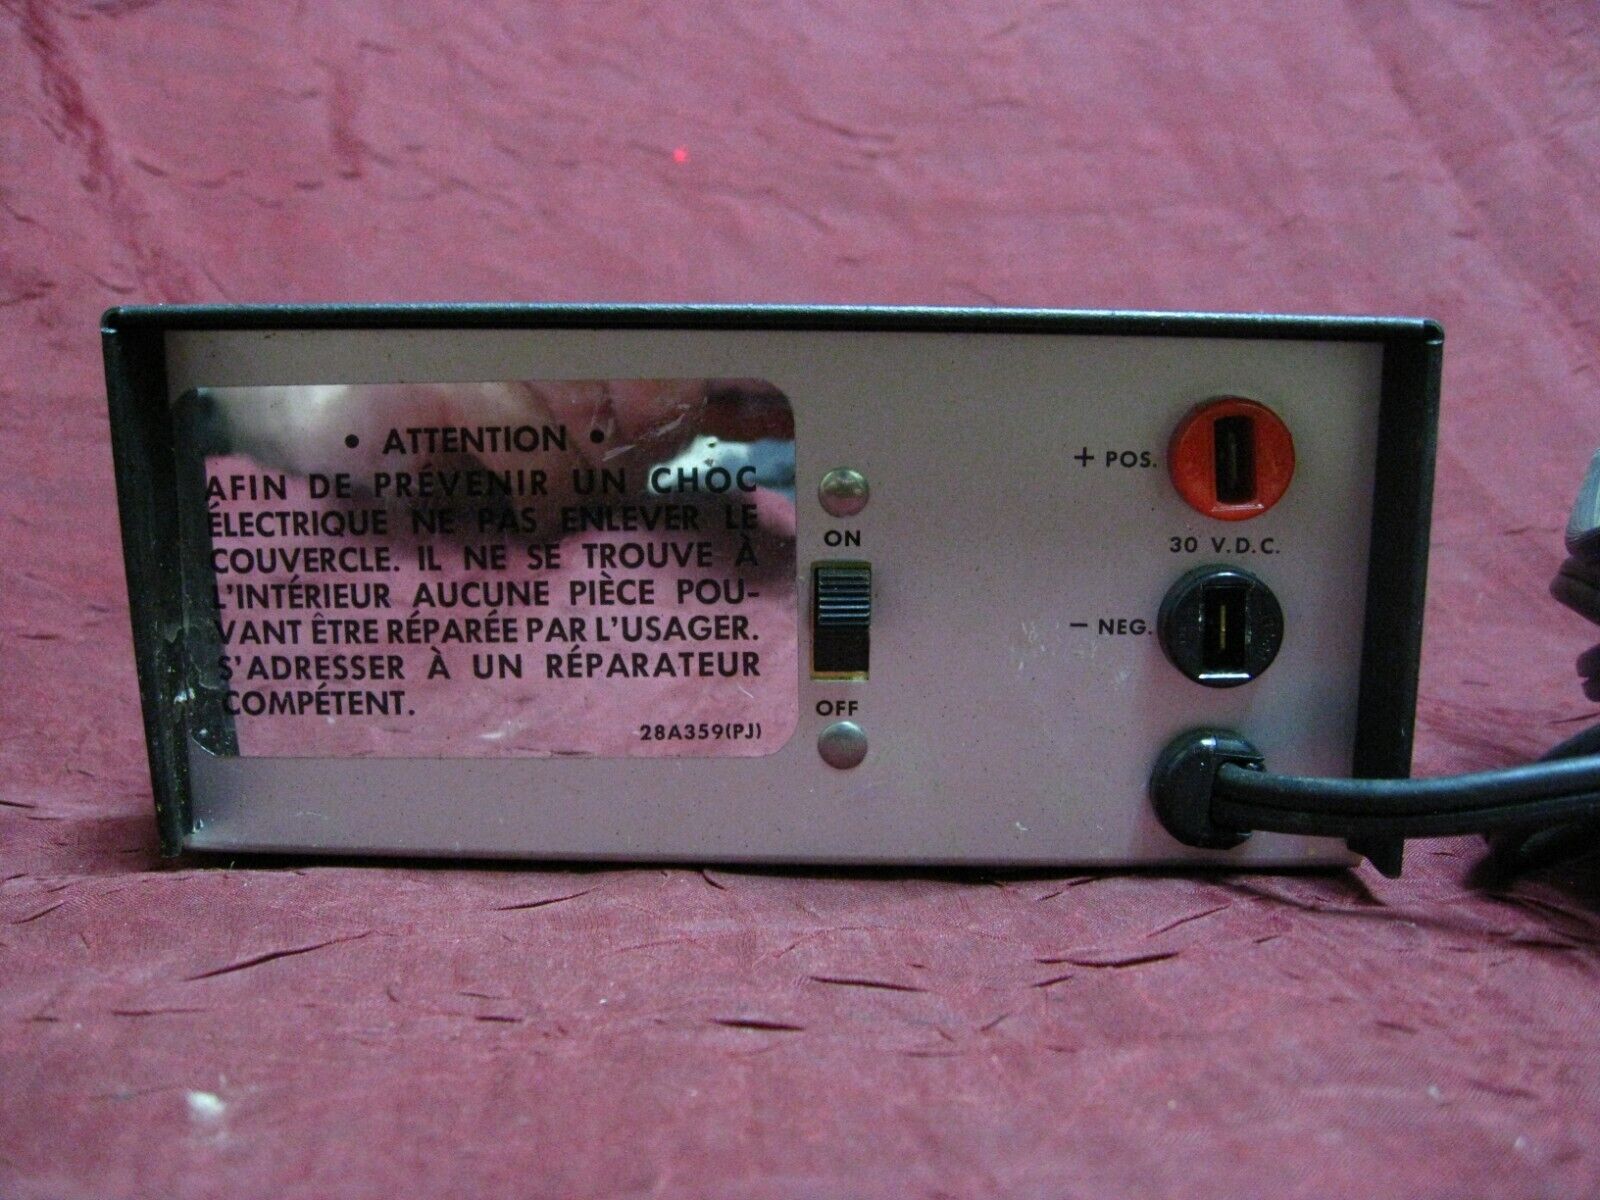 • ATTENTION •
AFIN DE PRÉVENIR UN CHOC
ÉLECTRIQUE NE PAS ENLEVER LE
COUVERCLE. IL NE SE TROUVE À
L'INTÉRIEUR AUCUNE PIÈCE POU-
VANT ÊTRE RÉPARÉE PAR L'USAGER.
S'ADRESSER À UN RÉPARATEUR
COMPÉTENT.
28A359(PJ)
ON
OFF
+ POS.
30 V.D.C.
− NEG.